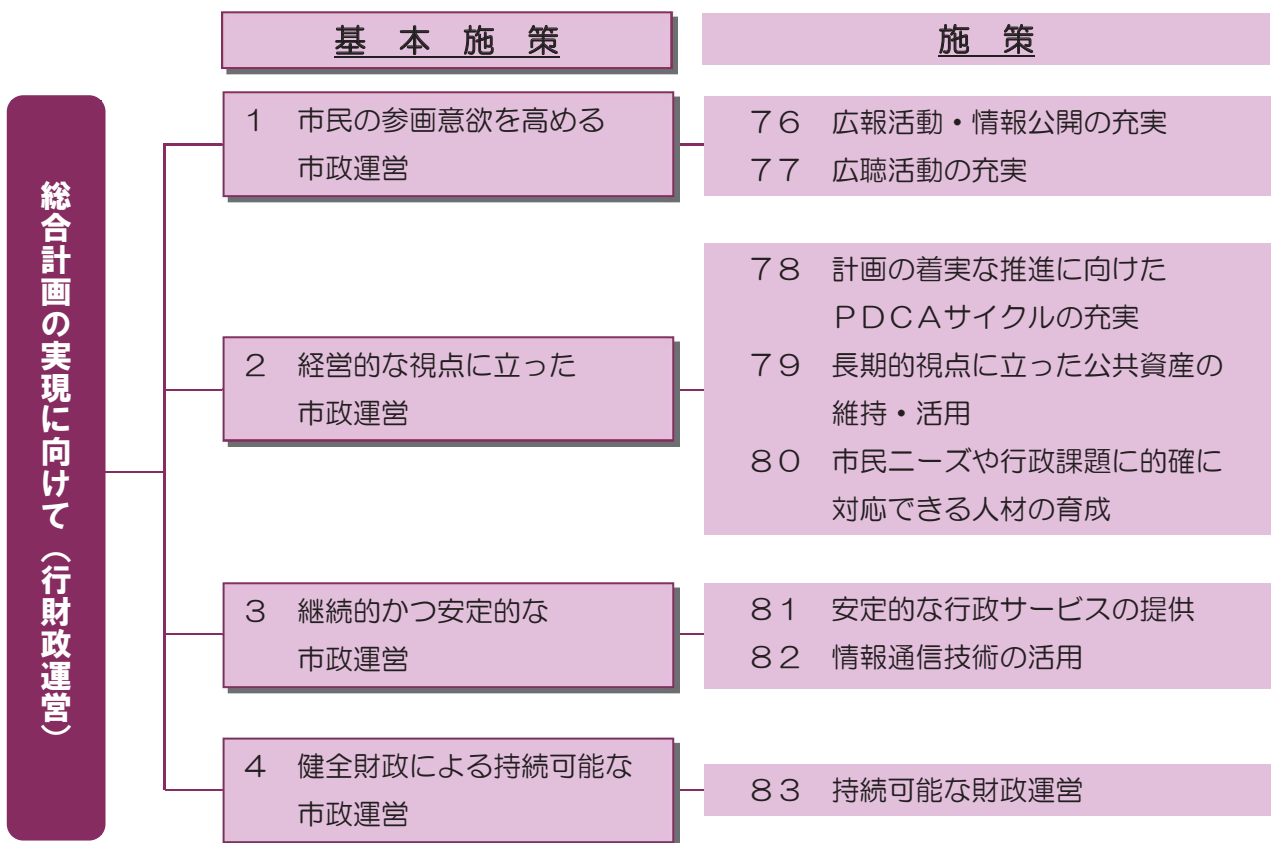 基本施策
施策
総合計画の実現に向けて（行財政運営）
１　市民の参画意欲を高める
市政運営
７６　広報活動・情報公開の充実
７７　広聴活動の充実
２　経営的な視点に立った
市政運営
７８　計画の着実な推進に向けた
ＰＤＣＡサイクルの充実
７９　長期的視点に立った公共資産の
維持・活用
８０　市民ニーズや行政課題に的確に
対応できる人材の育成
３　継続的かつ安定的な
市政運営
８１　安定的な行政サービスの提供
８２　情報通信技術の活用
４　健全財政による持続可能な
市政運営
８３　持続可能な財政運営